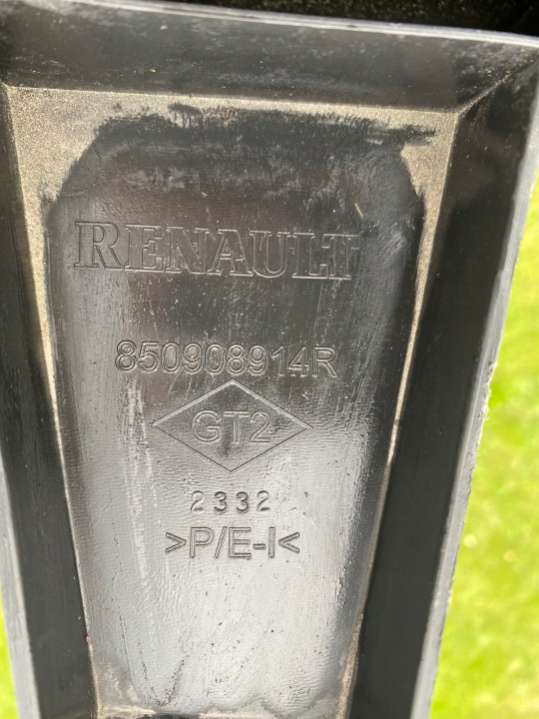 RENAULT
850908914R
GT2
2332
>P/E-I<